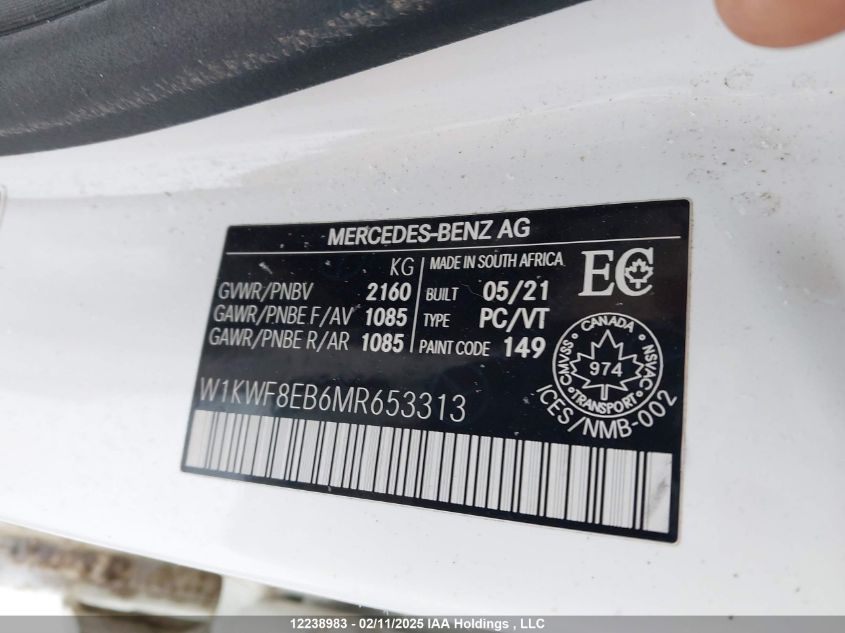 MERCEDES-BENZ AG
KG
MADE IN SOUTH AFRICA
GVWR/PNBV 2160
BUILT 05/21
GAWR/PNBE F/AV 1085
TYPE PC/VT
GAWR/PNBE R/AR 1085
PAINT CODE 149
EC
CANADA
CMVSS
NSVAC
974
TRANSPORT
ICES/NMB-002
W1KWF8EB6MR653313
12238983 - 02/11/2025 IAA Holdings , LLC